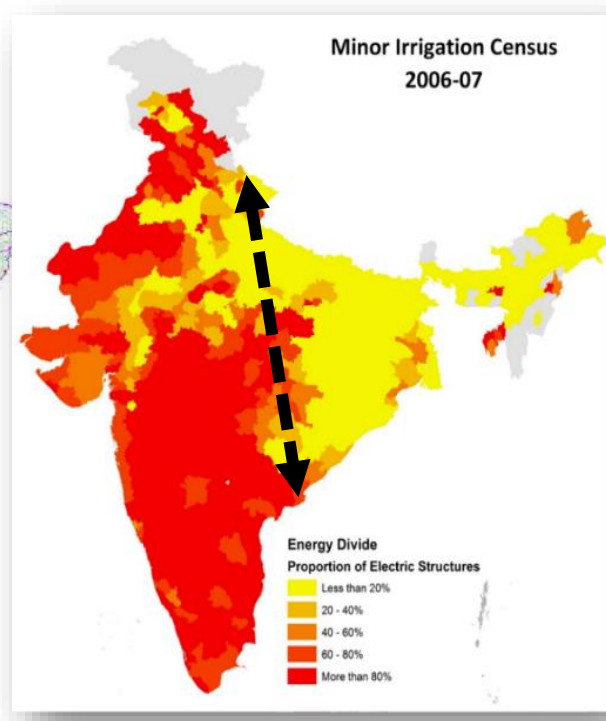 Minor Irrigation Census
2006-07
Energy Divide
Proportion of Electric Structures
Less than 20%
20 - 40%
40 - 60%
60 - 80%
More than 80%